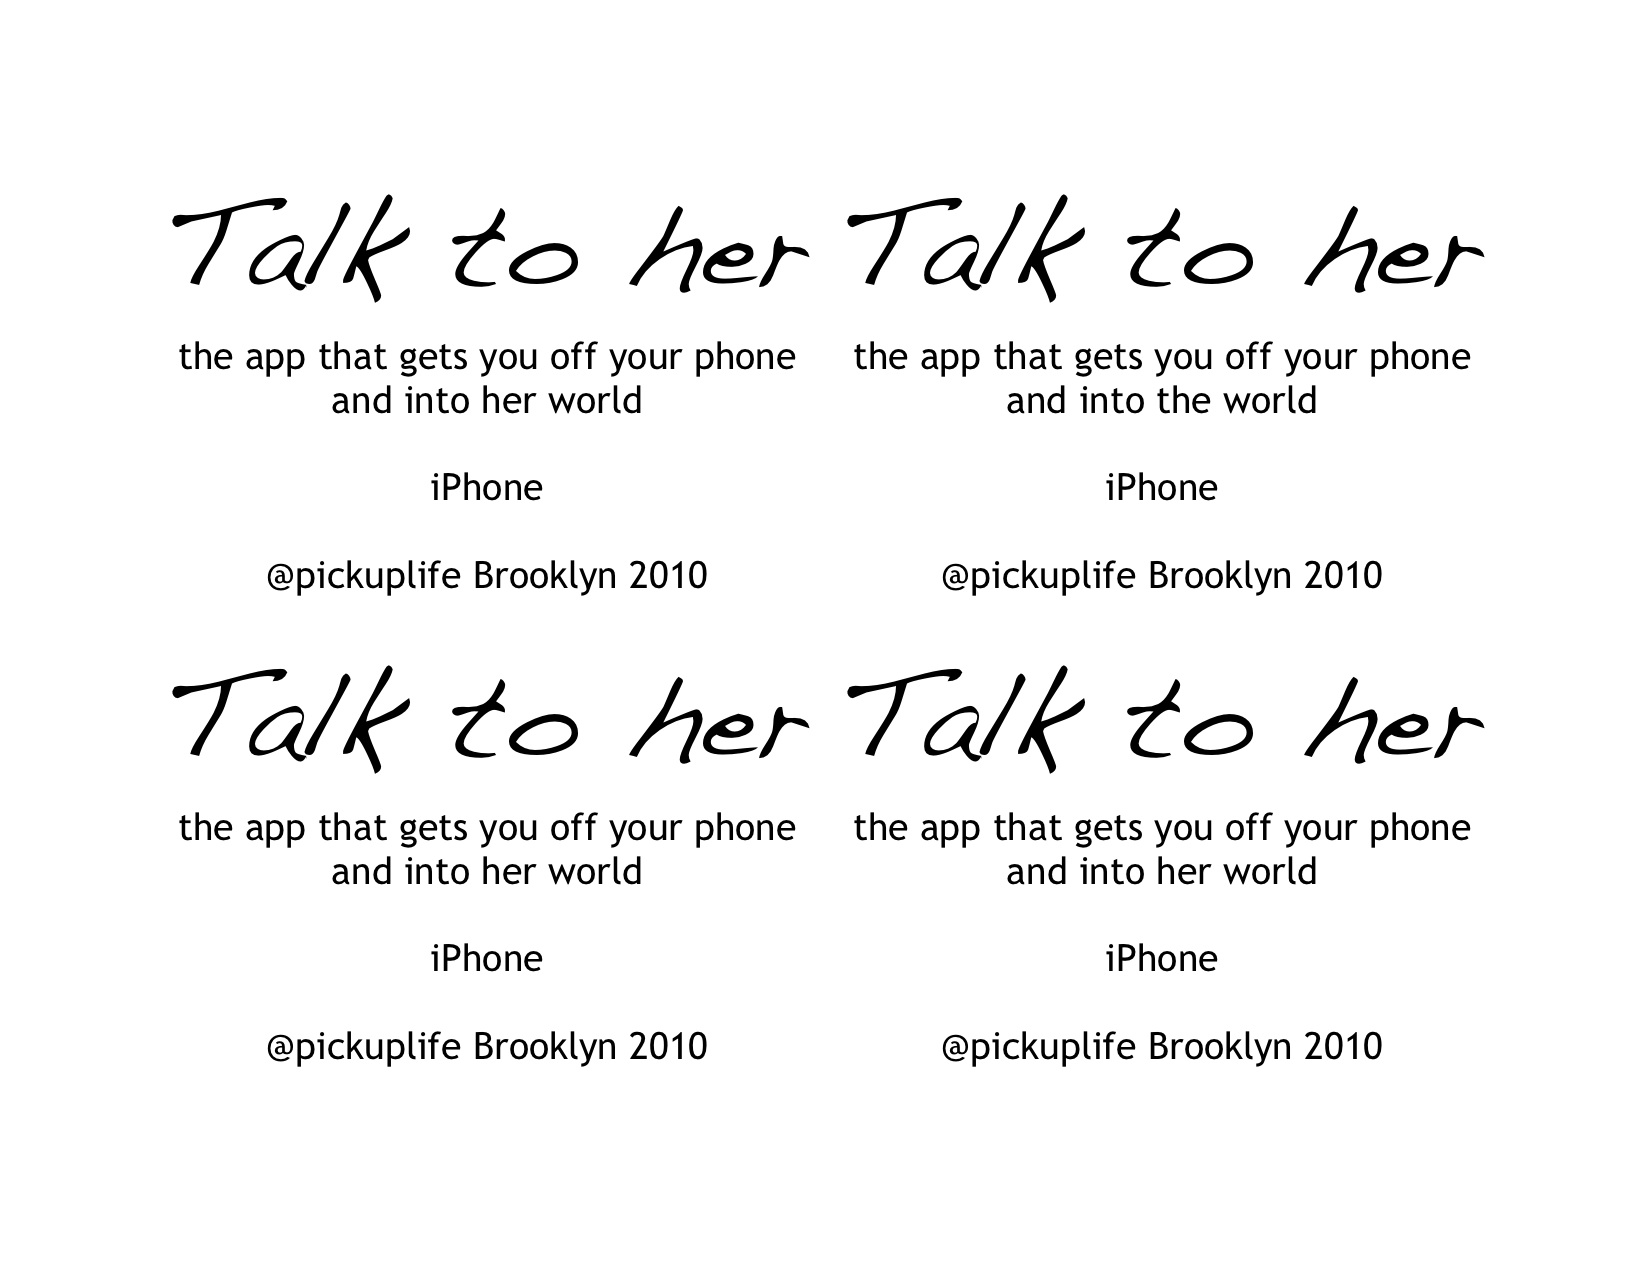 Talk to her
the app that gets you off your phone
and into her world
iPhone
@pickuplife Brooklyn 2010
Talk to her
the app that gets you off your phone
and into the world
iPhone
@pickuplife Brooklyn 2010
Talk to her
the app that gets you off your phone
and into her world
iPhone
@pickuplife Brooklyn 2010
Talk to her
the app that gets you off your phone
and into her world
iPhone
@pickuplife Brooklyn 2010